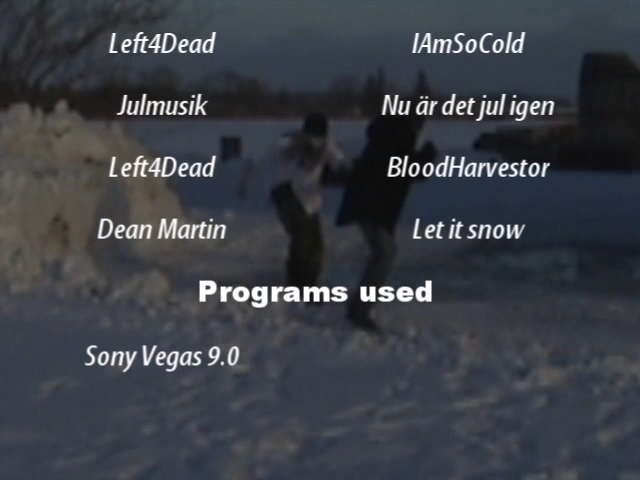 Left4Dead IAmSoCold
Julmusik Nu är det jul igen
Left4Dead BloodHarvestor
Dean Martin Let it snow
Programs used
Sony Vegas 9.0